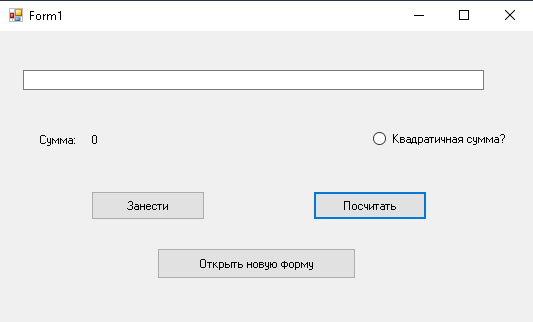 Form1
Сумма: 0
Квадратичная сумма?
Занести
Посчитать
Открыть новую форму